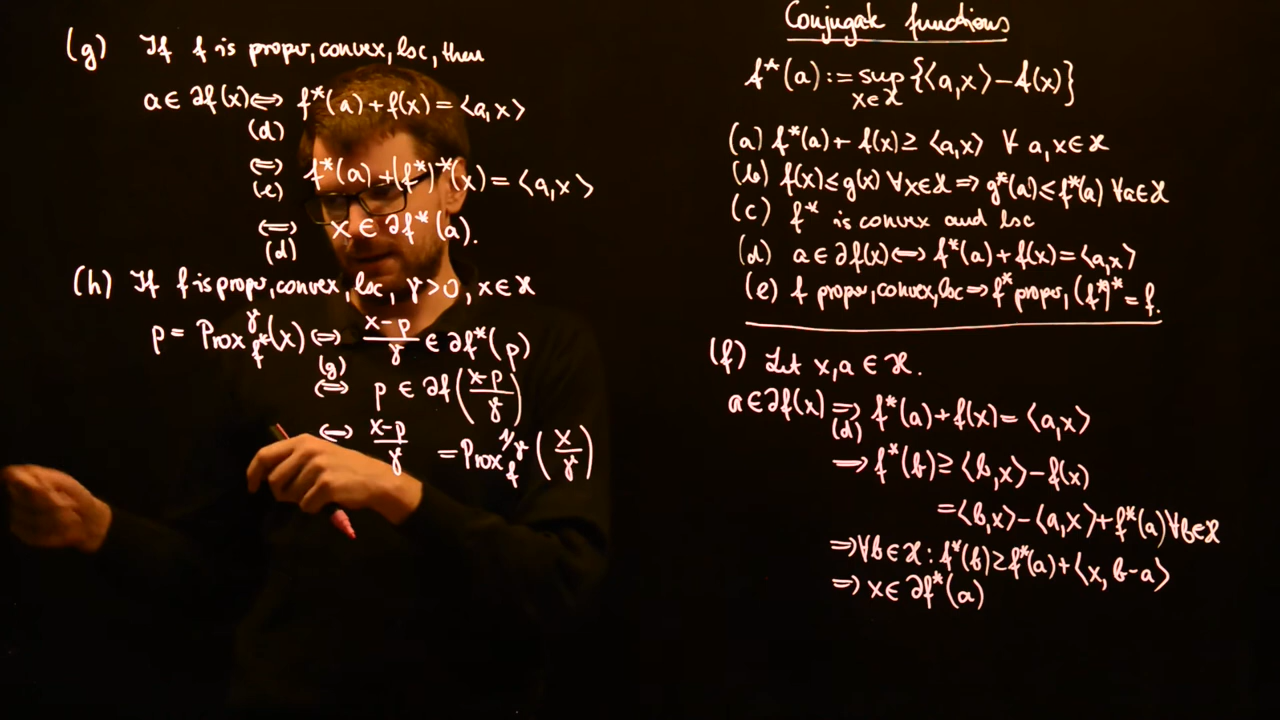 (g) If f is proper, convex, lsc, then
a ∈ ∂f(x) ⟺ f*(a) + f(x) = ⟨a,x⟩
(d)
⟺ f*(a) + (f*)*(x) = ⟨a,x⟩
(e)
⟺ x ∈ ∂f*(a).
(d)
(h) If f is proper, convex, lsc, γ > 0, x ∈ 𝓗
p = Prox^γ_{f*}(x) ⟺ (x-p)/γ ∈ ∂f*(p)
(g)
⟺ p ∈ ∂f((x-p)/γ)
⟺ (x-p)/γ = Prox^{1/γ}_f (x/γ)
Conjugate functions
f*(a) := sup_{x∈𝓗} {⟨a,x⟩ - f(x)}
(a) f*(a) + f(x) ≥ ⟨a,x⟩ ∀ a,x ∈ 𝓗
(b) f(x) ≤ g(x) ∀x∈𝓗 ⟹ g*(a) ≤ f*(a) ∀a∈𝓗
(c) f* is convex and lsc
(d) a ∈ ∂f(x) ⟺ f*(a) + f(x) = ⟨a,x⟩
(e) f proper, convex, lsc ⟹ f* proper, (f*)* = f.
(f) Let x,a ∈ 𝓗.
a ∈ ∂f(x) ⟹ f*(a) + f(x) = ⟨a,x⟩
(d)
⟹ f*(b) ≥ ⟨b,x⟩ - f(x)
= ⟨b,x⟩ - ⟨a,x⟩ + f*(a) ∀b∈𝓗
⟹ ∀b∈𝓗: f*(b) ≥ f*(a) + ⟨x, b-a⟩
⟹ x ∈ ∂f*(a)